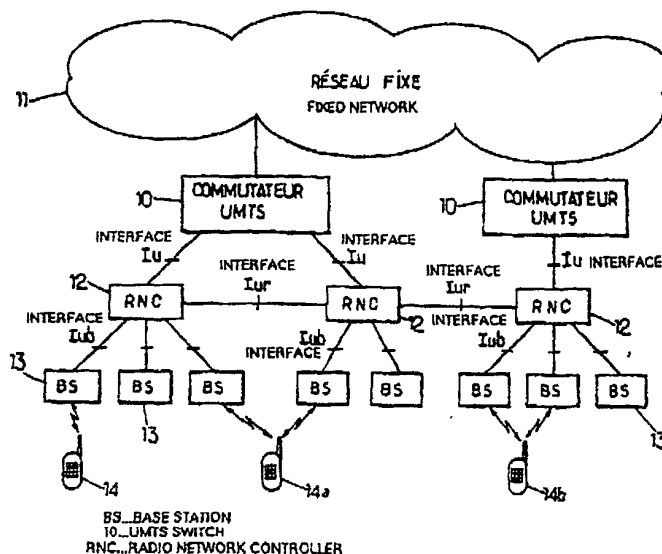 RÉSEAU FIXE
FIXED NETWORK
11
10
COMMUTATEUR
UMTS
10
COMMUTATEUR
UMTS
INTERFACE
Iu
INTERFACE
Iu
Iu INTERFACE
12
RNC
INTERFACE
Iur
RNC
12
INTERFACE
Iur
RNC
12
INTERFACE
Iub
INTERFACE
Iub
INTERFACE
Iub
13
BS
BS
13
BS
BS
BS
BS
BS
BS
13
14
14a
14b
BS...BASE STATION
10...UMTS SWITCH
RNC...RADIO NETWORK CONTROLLER